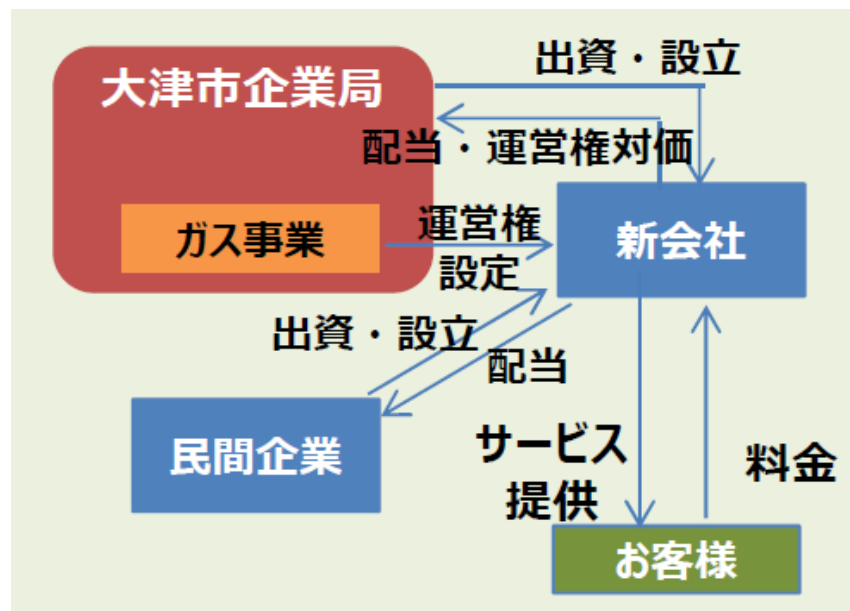 出資・設立
大津市企業局
配当・運営権対価
ガス事業
運営権
設定
新会社
出資・設立
配当
民間企業
サービス
提供
料金
お客様